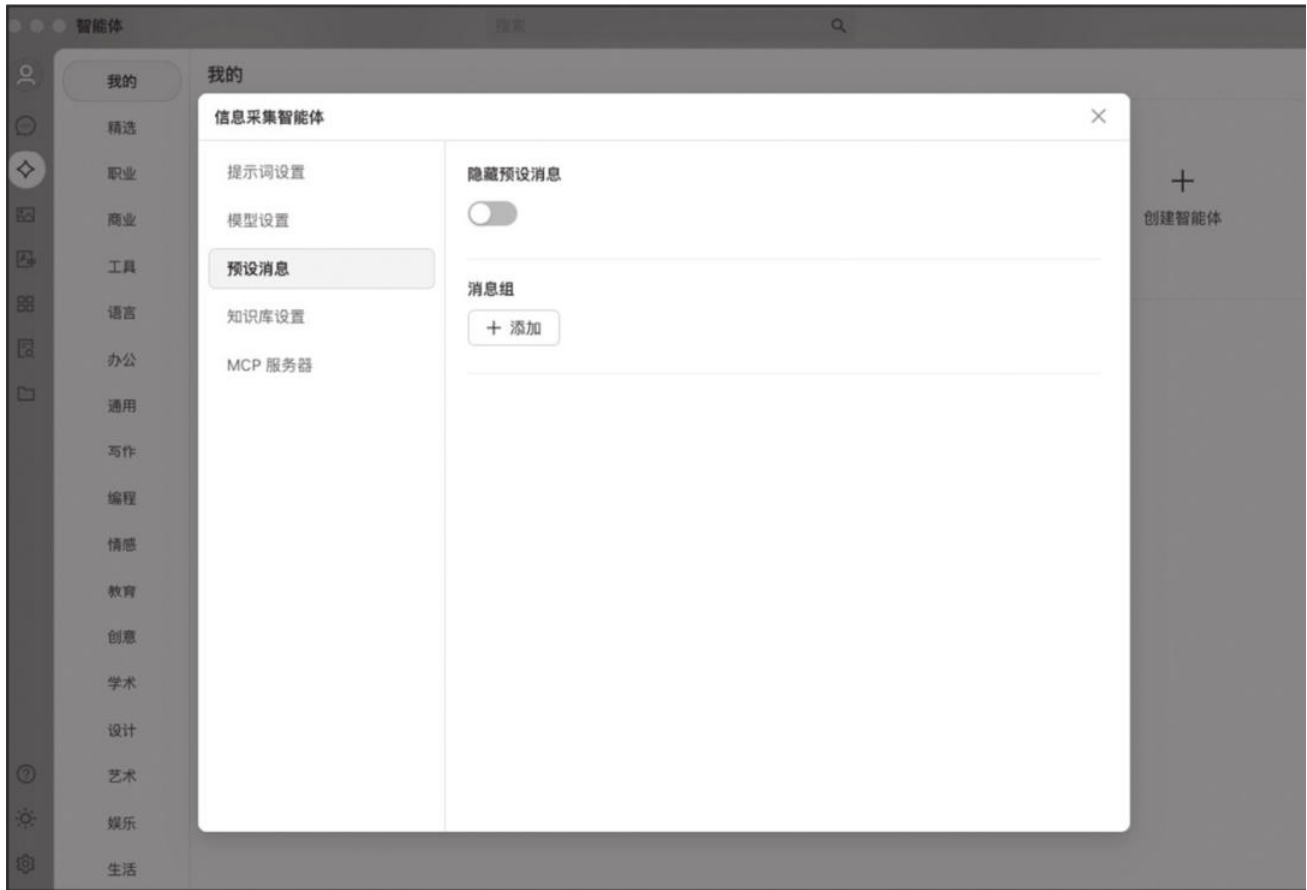 智能体
搜索
我的
精选
职业
商业
工具
语言
办公
通用
写作
编程
情感
教育
创意
学术
设计
艺术
娱乐
生活
我的
创建智能体
信息采集智能体
提示词设置
模型设置
预设消息
知识库设置
MCP 服务器
隐藏预设消息
消息组
添加